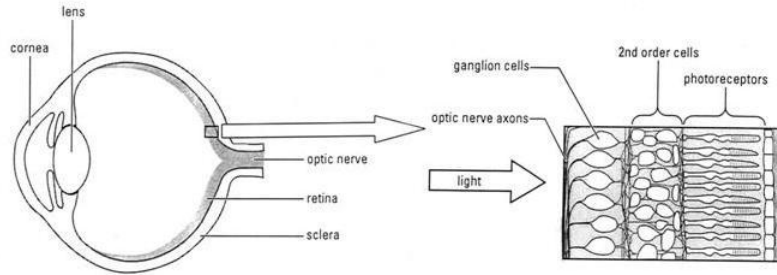 lens
cornea
optic nerve
retina
sclera
ganglion cells
2nd order cells
photoreceptors
optic nerve axons
light